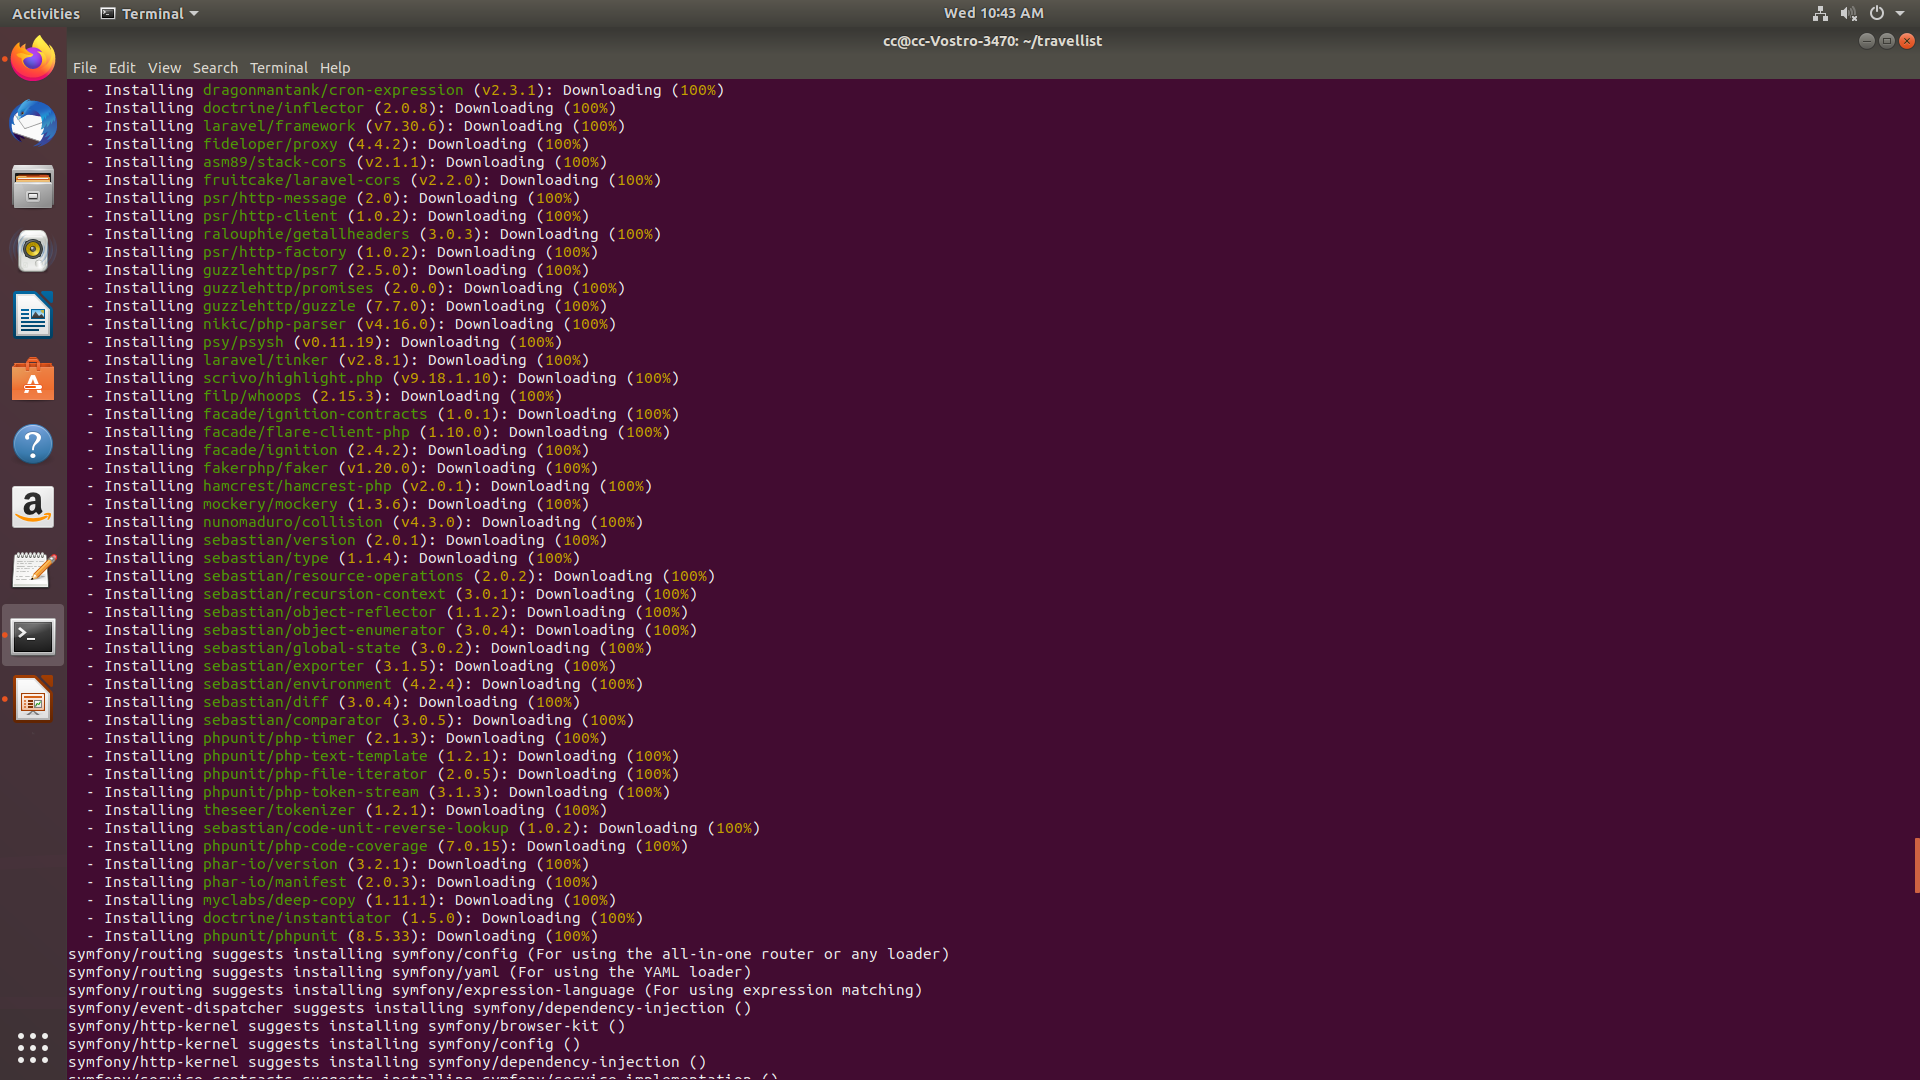 Activities Terminal Wed 10:43 AM
cc@cc-Vostro-3470: ~/travellist
File Edit View Search Terminal Help
- Installing dragonmantank/cron-expression (v2.3.1): Downloading (100%)
- Installing doctrine/inflector (2.0.8): Downloading (100%)
- Installing laravel/framework (v7.30.6): Downloading (100%)
- Installing fideloper/proxy (4.4.2): Downloading (100%)
- Installing asm89/stack-cors (v2.1.1): Downloading (100%)
- Installing fruitcake/laravel-cors (v2.2.0): Downloading (100%)
- Installing psr/http-message (2.0): Downloading (100%)
- Installing psr/http-client (1.0.2): Downloading (100%)
- Installing ralouphie/getallheaders (3.0.3): Downloading (100%)
- Installing psr/http-factory (1.0.2): Downloading (100%)
- Installing guzzlehttp/psr7 (2.5.0): Downloading (100%)
- Installing guzzlehttp/promises (2.0.0): Downloading (100%)
- Installing guzzlehttp/guzzle (7.7.0): Downloading (100%)
- Installing nikic/php-parser (v4.16.0): Downloading (100%)
- Installing psy/psysh (v0.11.19): Downloading (100%)
- Installing laravel/tinker (v2.8.1): Downloading (100%)
- Installing scrivo/highlight.php (v9.18.1.10): Downloading (100%)
- Installing filp/whoops (2.15.3): Downloading (100%)
- Installing facade/ignition-contracts (1.0.1): Downloading (100%)
- Installing facade/flare-client-php (1.10.0): Downloading (100%)
- Installing facade/ignition (2.4.2): Downloading (100%)
- Installing fakerphp/faker (v1.20.0): Downloading (100%)
- Installing hamcrest/hamcrest-php (v2.0.1): Downloading (100%)
- Installing mockery/mockery (1.3.6): Downloading (100%)
- Installing nunomaduro/collision (v4.3.0): Downloading (100%)
- Installing sebastian/version (2.0.1): Downloading (100%)
- Installing sebastian/type (1.1.4): Downloading (100%)
- Installing sebastian/resource-operations (2.0.2): Downloading (100%)
- Installing sebastian/recursion-context (3.0.1): Downloading (100%)
- Installing sebastian/object-reflector (1.1.2): Downloading (100%)
- Installing sebastian/object-enumerator (3.0.4): Downloading (100%)
- Installing sebastian/global-state (3.0.2): Downloading (100%)
- Installing sebastian/exporter (3.1.5): Downloading (100%)
- Installing sebastian/environment (4.2.4): Downloading (100%)
- Installing sebastian/diff (3.0.4): Downloading (100%)
- Installing sebastian/comparator (3.0.5): Downloading (100%)
- Installing phpunit/php-timer (2.1.3): Downloading (100%)
- Installing phpunit/php-text-template (1.2.1): Downloading (100%)
- Installing phpunit/php-file-iterator (2.0.5): Downloading (100%)
- Installing phpunit/php-token-stream (3.1.3): Downloading (100%)
- Installing theseer/tokenizer (1.2.1): Downloading (100%)
- Installing sebastian/code-unit-reverse-lookup (1.0.2): Downloading (100%)
- Installing phpunit/php-code-coverage (7.0.15): Downloading (100%)
- Installing phar-io/version (3.2.1): Downloading (100%)
- Installing phar-io/manifest (2.0.3): Downloading (100%)
- Installing myclabs/deep-copy (1.11.1): Downloading (100%)
- Installing doctrine/instantiator (1.5.0): Downloading (100%)
- Installing phpunit/phpunit (8.5.33): Downloading (100%)
symfony/routing suggests installing symfony/config (For using the all-in-one router or any loader)
symfony/routing suggests installing symfony/yaml (For using the YAML loader)
symfony/routing suggests installing symfony/expression-language (For using expression matching)
symfony/event-dispatcher suggests installing symfony/dependency-injection ()
symfony/http-kernel suggests installing symfony/browser-kit ()
symfony/http-kernel suggests installing symfony/config ()
symfony/http-kernel suggests installing symfony/dependency-injection ()
symfony/service-contracts suggests installing symfony/service-implementation ()